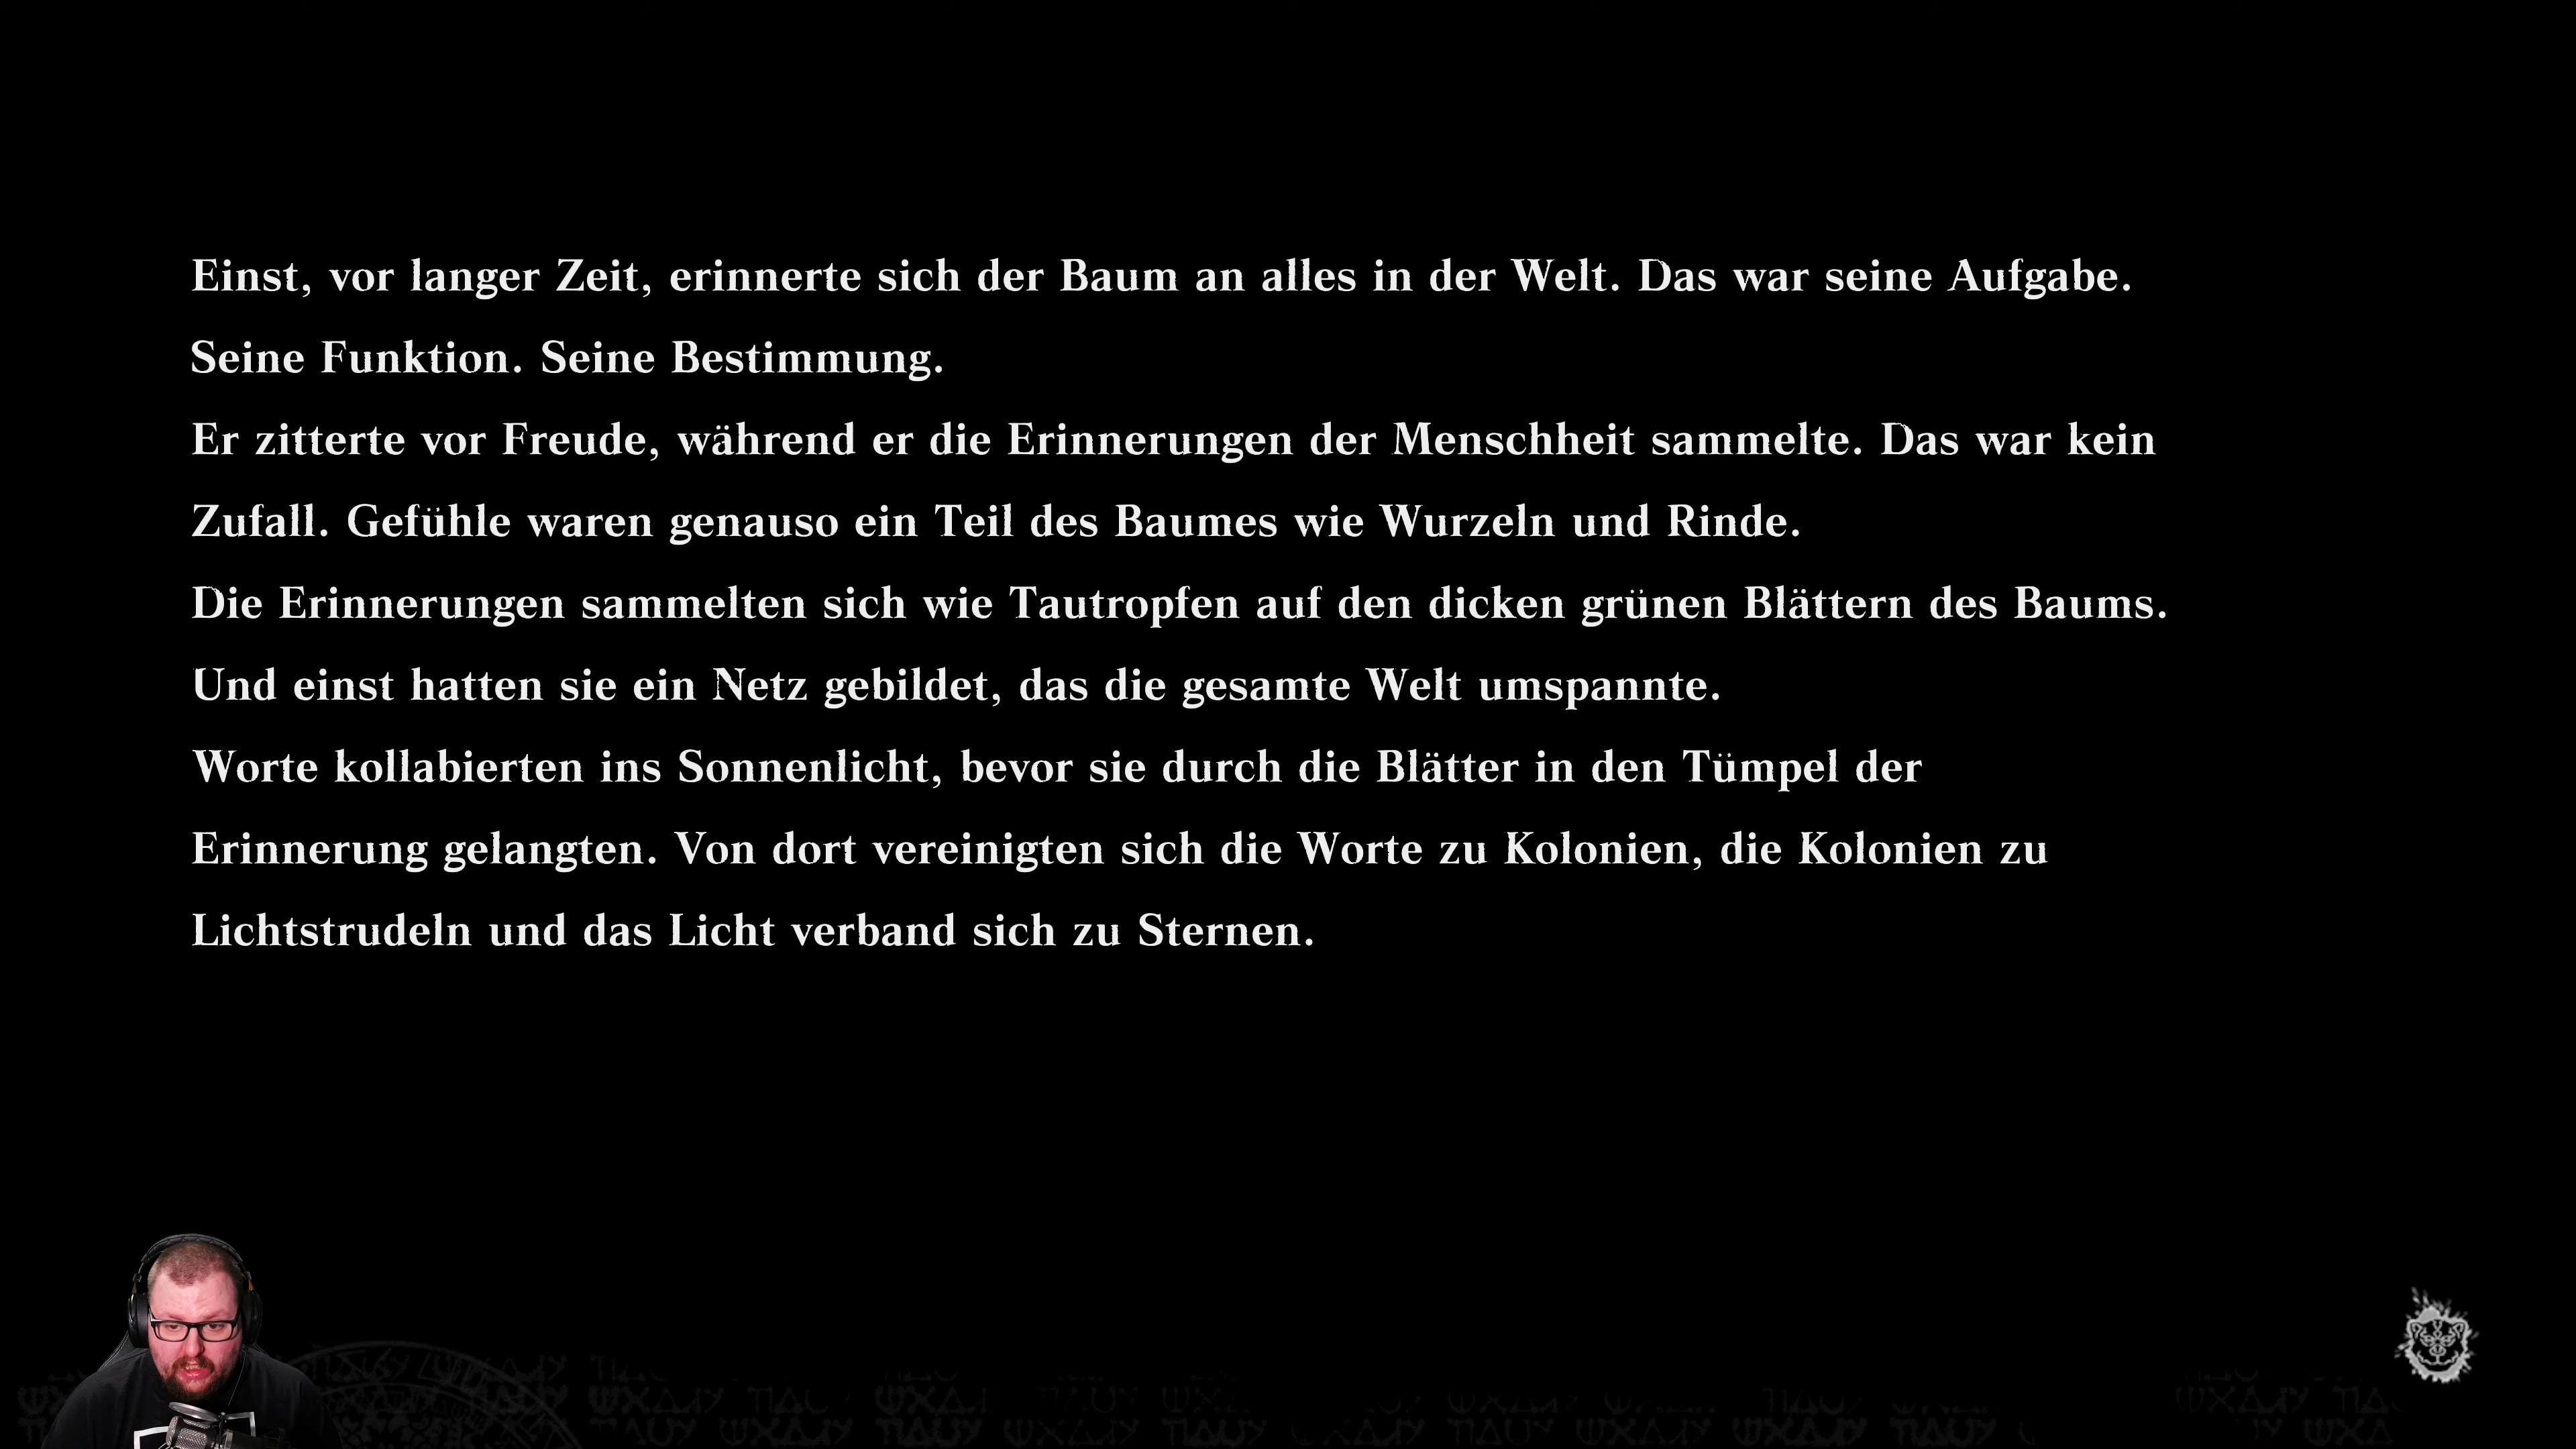 Einst, vor langer Zeit, erinnerte sich der Baum an alles in der Welt. Das war seine Aufgabe.
Seine Funktion. Seine Bestimmung.
Er zitterte vor Freude, während er die Erinnerungen der Menschheit sammelte. Das war kein
Zufall. Gefühle waren genauso ein Teil des Baumes wie Wurzeln und Rinde.
Die Erinnerungen sammelten sich wie Tautropfen auf den dicken grünen Blättern des Baums.
Und einst hatten sie ein Netz gebildet, das die gesamte Welt umspannte.
Worte kollabierten ins Sonnenlicht, bevor sie durch die Blätter in den Tümpel der
Erinnerung gelangten. Von dort vereinigten sich die Worte zu Kolonien, die Kolonien zu
Lichtstrudeln und das Licht verband sich zu Sternen.